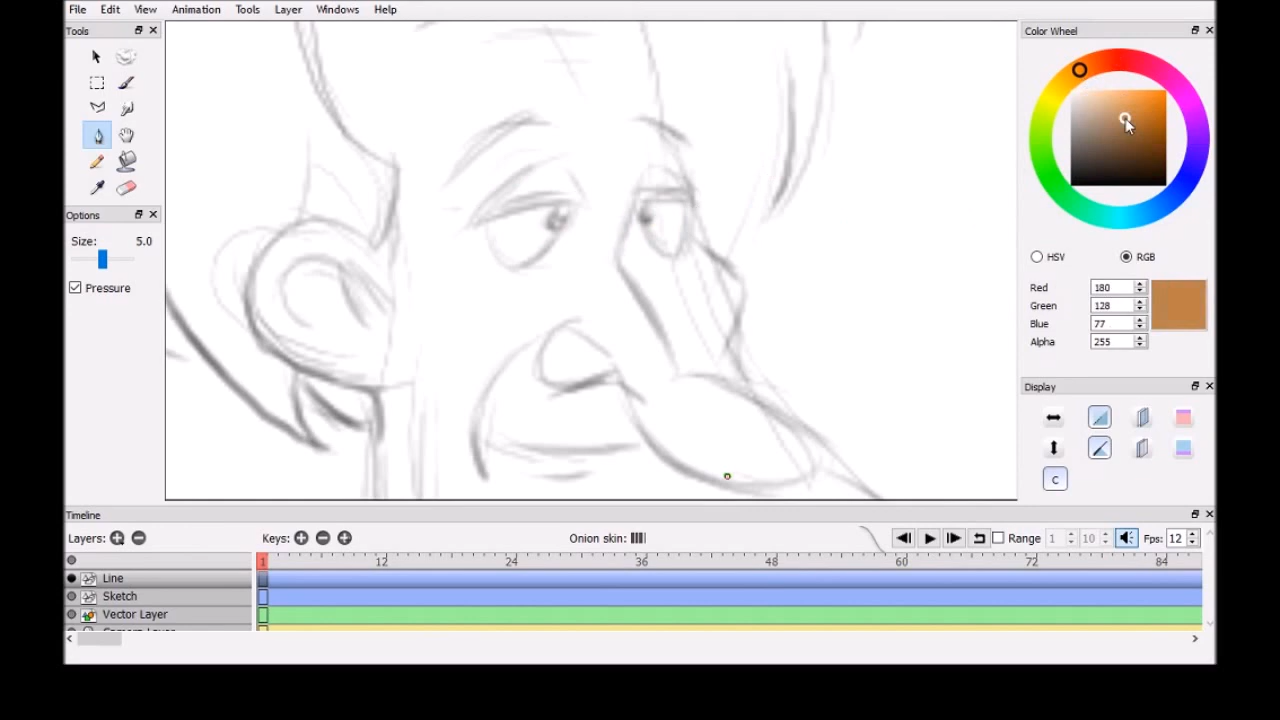 File Edit View Animation Tools Layer Windows Help
Tools
Color Wheel
Options
Size: 5.0
Pressure
HSV RGB
Red 180
Green 128
Blue 77
Alpha 255
Display
C
Timeline
Layers: Keys: Onion skin: Range 1 10 Fps: 12
1 12 24 36 48 60 72 84
Line
Sketch
Vector Layer
Camera Layer